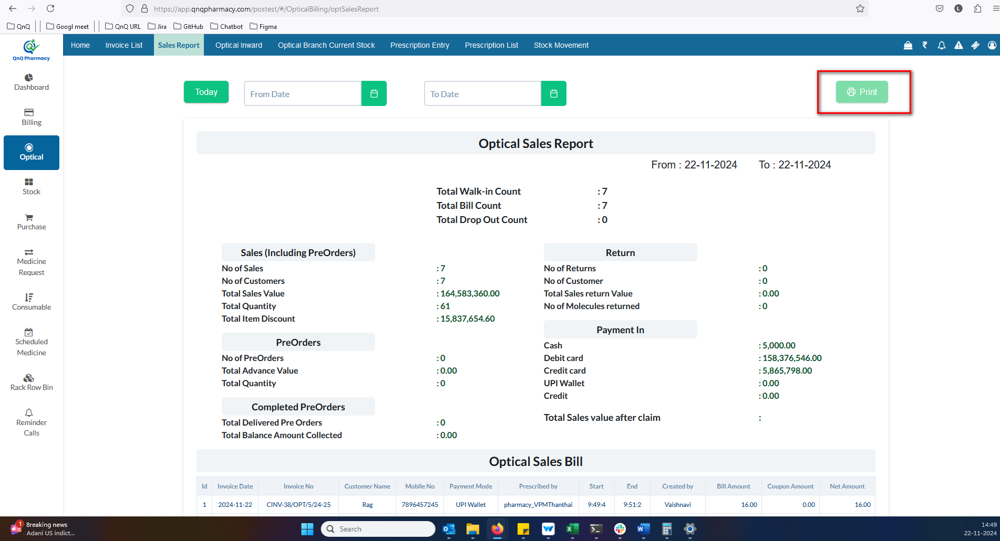 https://app.qnqpharmacy.com/postest/#/OpticalBilling/optSalesReport
L
QnQ
Googl meet
QnQ URL
Jira
GitHub
Chatbot
Figma
QnQ Pharmacy
Home
Invoice List
Sales Report
Optical Inward
Optical Branch Current Stock
Prescription Entry
Prescription List
Stock Movement
₹
Dashboard
Billing
Optical
Stock
Purchase
Medicine
Request
Consumable
Scheduled
Medicine
Rack Row Bin
Reminder
Calls
Today
From Date
To Date
Print
Optical Sales Report
From : 22-11-2024
To : 22-11-2024
Total Walk-in Count : 7
Total Bill Count : 7
Total Drop Out Count : 0
Sales (Including PreOrders)
No of Sales : 7
No of Customers : 7
Total Sales Value : 164,583,360.00
Total Quantity : 61
Total Item Discount : 15,837,654.60
PreOrders
No of PreOrders : 0
Total Advance Value : 0.00
Total Quantity : 0
Completed PreOrders
Total Delivered Pre Orders : 0
Total Balance Amount Collected : 0.00
Return
No of Returns : 0
No of Customer : 0
Total Sales return Value : 0.00
No of Molecules returned : 0
Payment In
Cash : 5,000.00
Debit card : 158,376,546.00
Credit card : 5,865,798.00
UPI Wallet : 0.00
Credit : 0.00
Total Sales value after claim :
Optical Sales Bill
Id Invoice Date Invoice No Customer Name Mobile No Payment Mode Prescribed by Start End Created by Bill Amount Coupon Amount Net Amount
1 2024-11-22 CINV-38/OPT/5/24-25 Rag 7896457245 UPI Wallet pharmacy_VPMThanthai 9:49:4 9:51:2 Vaishnavi 16.00 0.00 16.00
1
Breaking news
Adani US indict...
Search
14:49
22-11-2024